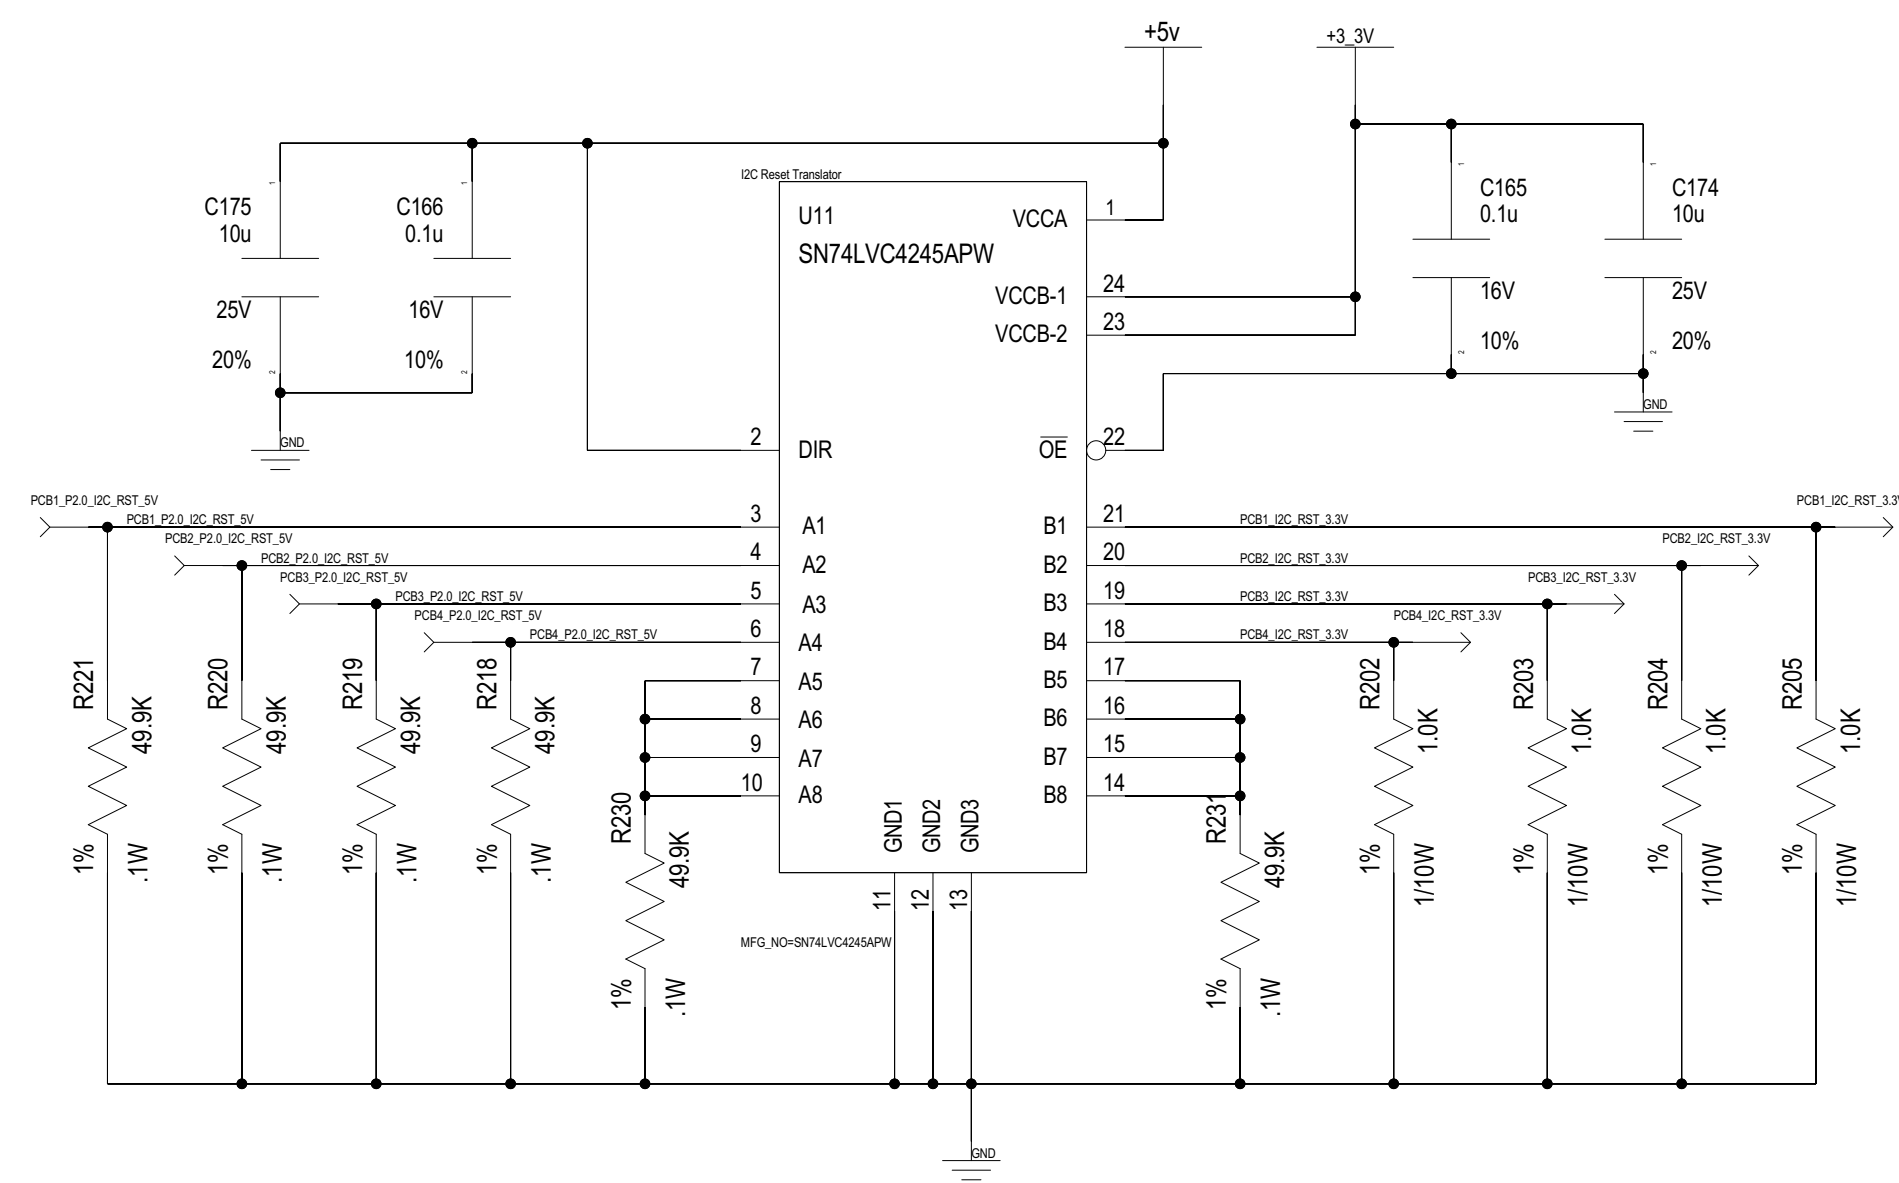 +5v
+3_3V
I2C Reset Translator
U11
SN74LVC4245APW
C175
10u
25V
20%
1
2
C166
0.1u
16V
10%
1
2
C165
0.1u
16V
10%
1
2
C174
10u
25V
20%
1
2
GND
GND
VCCA 1
VCCB-1 24
VCCB-2 23
2 DIR
OE 22
PCB1_P2.0_I2C_RST_5V
PCB1_P2.0_I2C_RST_5V
3 A1
B1 21
PCB1_I2C_RST_3.3V
PCB1_I2C_RST_3.3V
PCB2_P2.0_I2C_RST_5V
PCB2_P2.0_I2C_RST_5V
4 A2
B2 20
PCB2_I2C_RST_3.3V
PCB2_I2C_RST_3.3V
PCB3_P2.0_I2C_RST_5V
PCB3_P2.0_I2C_RST_5V
5 A3
B3 19
PCB3_I2C_RST_3.3V
PCB3_I2C_RST_3.3V
PCB4_P2.0_I2C_RST_5V
PCB4_P2.0_I2C_RST_5V
6 A4
B4 18
PCB4_I2C_RST_3.3V
PCB4_I2C_RST_3.3V
7 A5
B5 17
8 A6
B6 16
9 A7
B7 15
10 A8
B8 14
GND1
GND2
GND3
11
12
13
R221
49.9K
1%
.1W
R220
49.9K
1%
.1W
R219
49.9K
1%
.1W
R218
49.9K
1%
.1W
R230
49.9K
1%
.1W
R231
49.9K
1%
.1W
R202
1.0K
1%
1/10W
R203
1.0K
1%
1/10W
R204
1.0K
1%
1/10W
R205
1.0K
1%
1/10W
MFG_NO=SN74LVC4245APW
GND